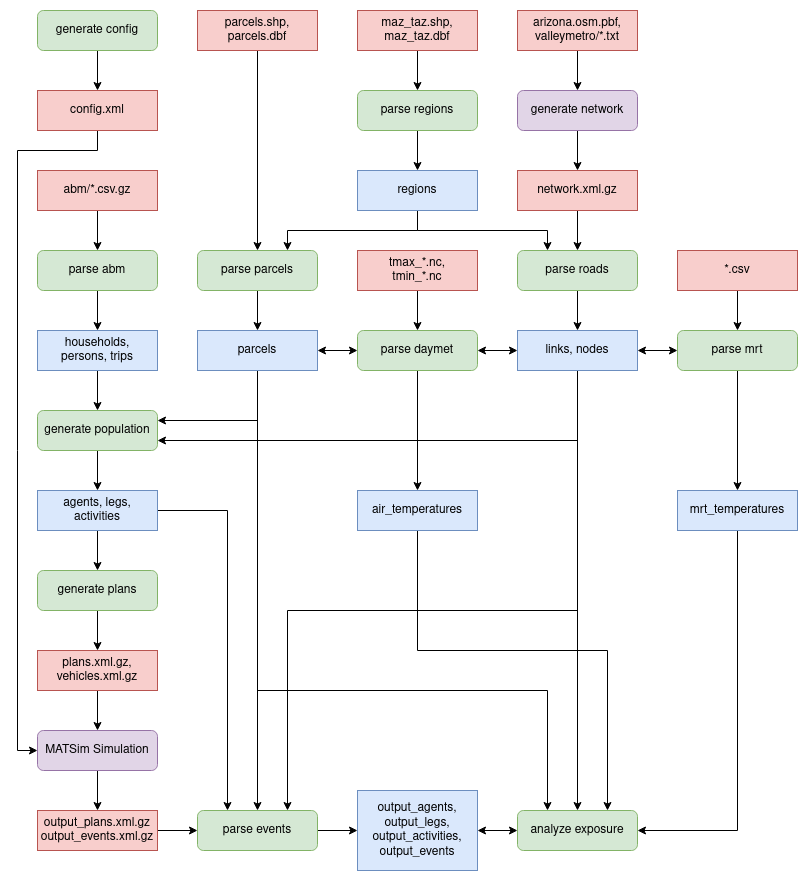 generate config
parcels.shp,
parcels.dbf
maz_taz.shp,
maz_taz.dbf
arizona.osm.pbf,
valleymetro/*.txt
config.xml
parse regions
generate network
abm/*.csv.gz
regions
network.xml.gz
parse abm
parse parcels
tmax_*.nc,
tmin_*.nc
parse roads
*.csv
households,
persons, trips
parcels
parse daymet
links, nodes
parse mrt
generate population
agents, legs,
activities
air_temperatures
mrt_temperatures
generate plans
plans.xml.gz,
vehicles.xml.gz
MATSim Simulation
output_plans.xml.gz
output_events.xml.gz
parse events
output_agents,
output_legs,
output_activities,
output_events
analyze exposure